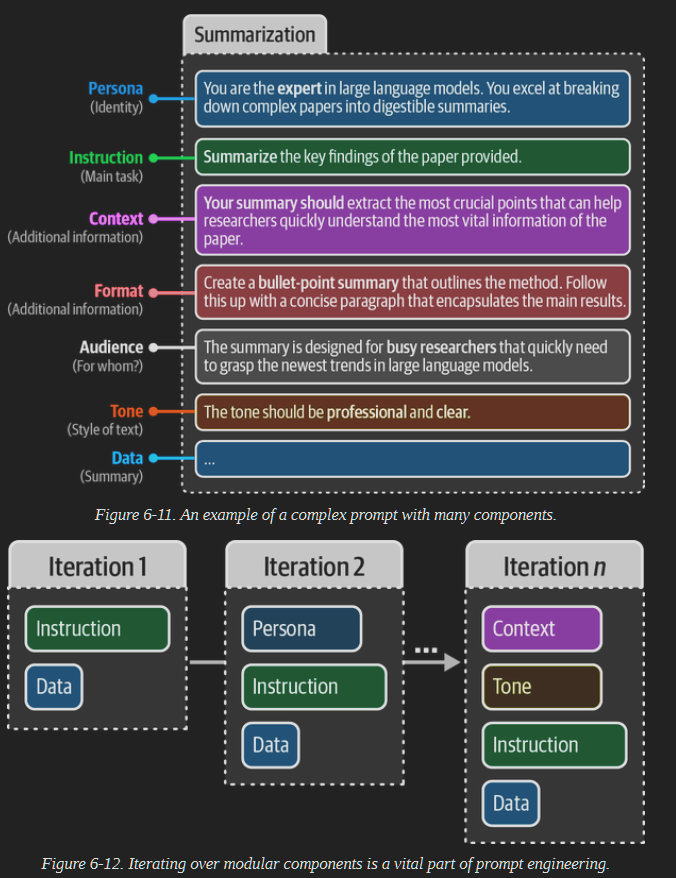 Summarization
Persona
(Identity)
You are the expert in large language models. You excel at breaking
down complex papers into digestible summaries.
Instruction
(Main task)
Summarize the key findings of the paper provided.
Context
(Additional information)
Your summary should extract the most crucial points that can help
researchers quickly understand the most vital information of the
paper.
Format
(Additional information)
Create a bullet-point summary that outlines the method. Follow
this up with a concise paragraph that encapsulates the main results.
Audience
(For whom?)
The summary is designed for busy researchers that quickly need
to grasp the newest trends in large language models.
Tone
(Style of text)
The tone should be professional and clear.
Data
(Summary)
...
Figure 6-11. An example of a complex prompt with many components.
Iteration 1
Instruction
Data
Iteration 2
Persona
Instruction
Data
...
Iteration n
Context
Tone
Instruction
Data
Figure 6-12. Iterating over modular components is a vital part of prompt engineering.